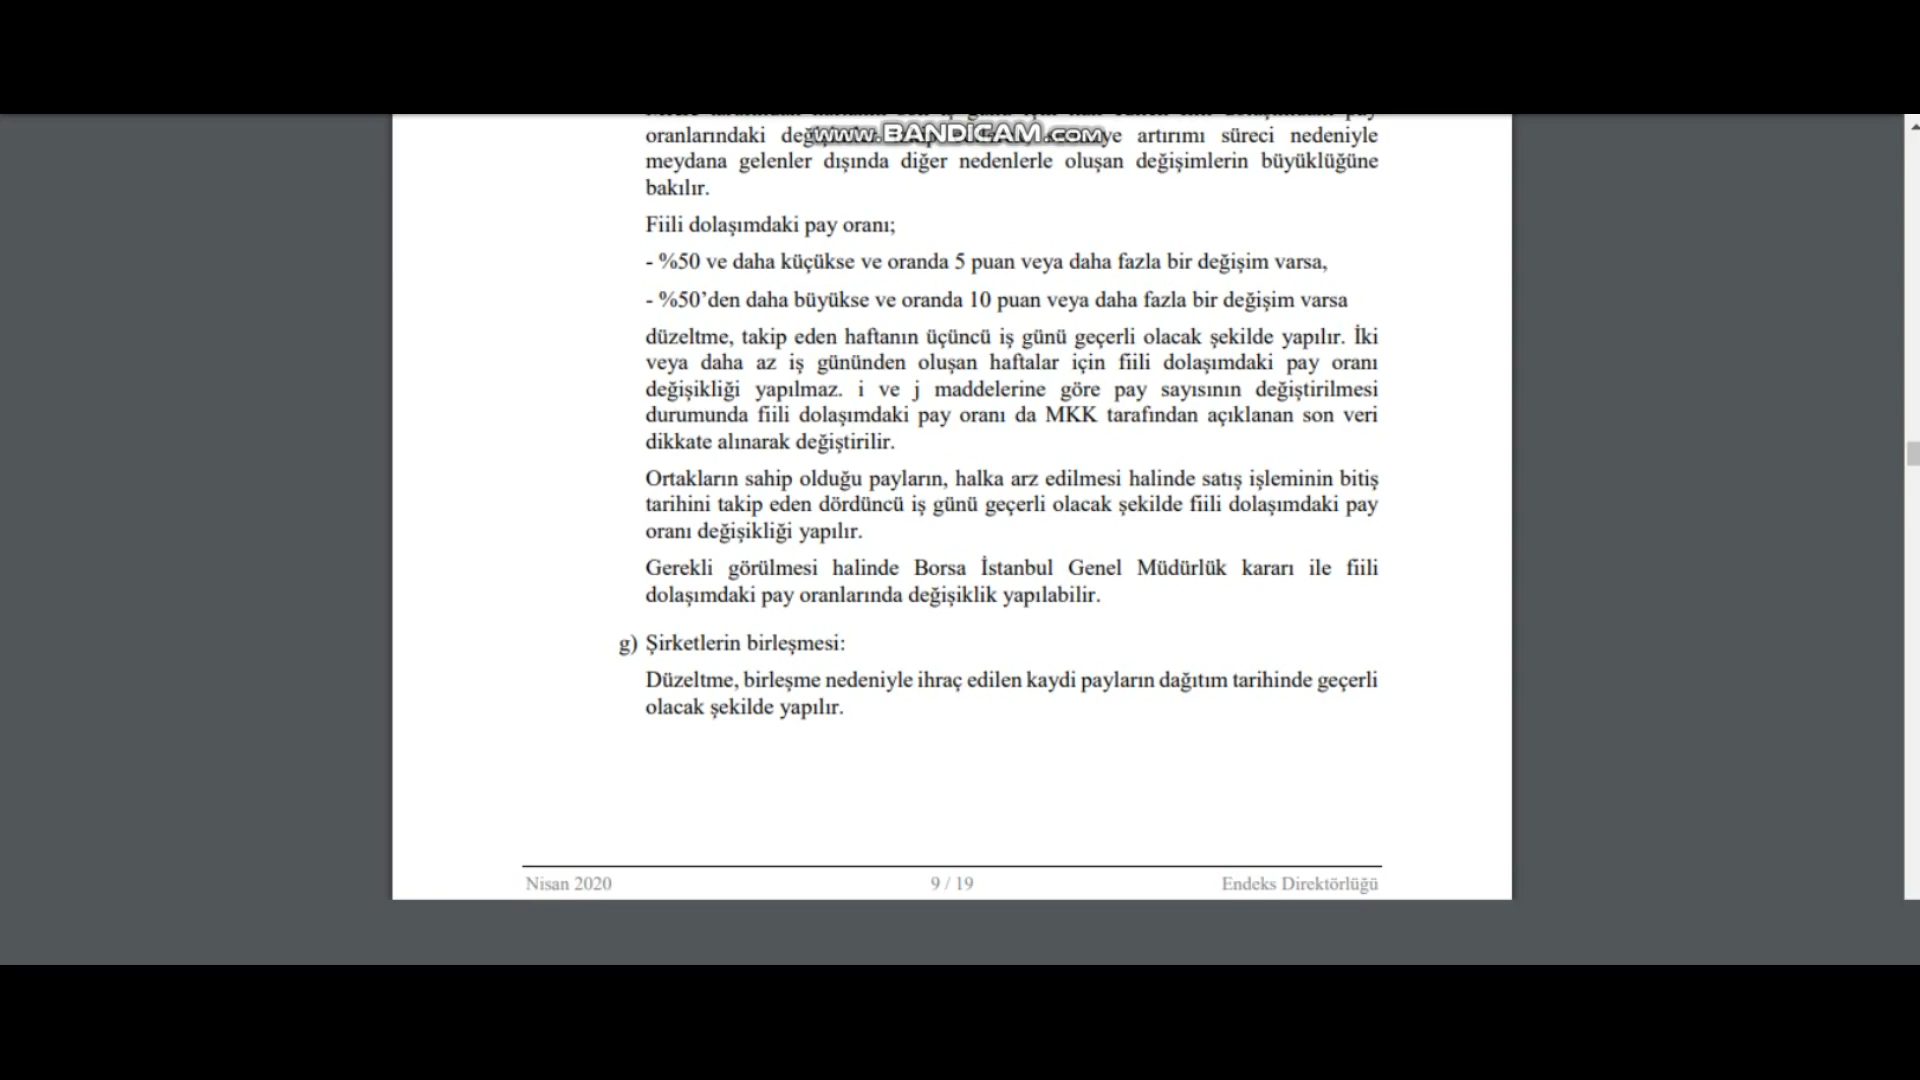 www.BANDICAM.com
oranlarındaki artırımı süreci nedeniyle
meydana gelenler dışında diğer nedenlerle oluşan değişimlerin büyüklüğüne
bakılır.
Fiili dolaşımdaki pay oranı;
- %50 ve daha küçükse ve oranda 5 puan veya daha fazla bir değişim varsa,
- %50’den daha büyükse ve oranda 10 puan veya daha fazla bir değişim varsa
düzeltme, takip eden haftanın üçüncü iş günü geçerli olacak şekilde yapılır. İki
veya daha az iş gününden oluşan haftalar için fiili dolaşımdaki pay oranı
değişikliği yapılmaz. i ve j maddelerine göre pay sayısının değiştirilmesi
durumunda fiili dolaşımdaki pay oranı da MKK tarafından açıklanan son veri
dikkate alınarak değiştirilir.
Ortakların sahip olduğu payların, halka arz edilmesi halinde satış işleminin bitiş
tarihini takip eden dördüncü iş günü geçerli olacak şekilde fiili dolaşımdaki pay
oranı değişikliği yapılır.
Gerekli görülmesi halinde Borsa İstanbul Genel Müdürlük kararı ile fiili
dolaşımdaki pay oranlarında değişiklik yapılabilir.
g) Şirketlerin birleşmesi:
Düzeltme, birleşme nedeniyle ihraç edilen kaydi payların dağıtım tarihinde geçerli
olacak şekilde yapılır.
Nisan 2020 9 / 19 Endeks Direktörlüğü